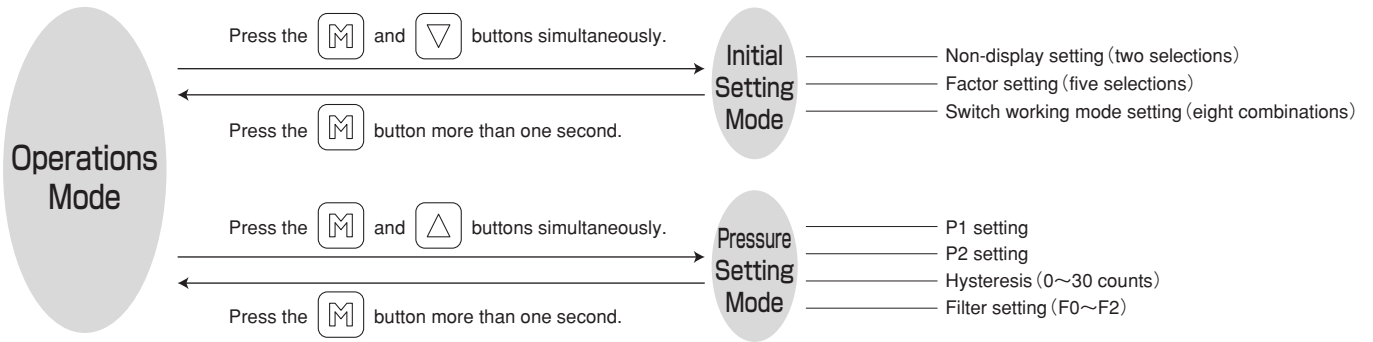 Operations
Mode
Press the M and ▽ buttons simultaneously.
Press the M button more than one second.
Initial
Setting
Mode
Non-display setting (two selections)
Factor setting (five selections)
Switch working mode setting (eight combinations)
Press the M and △ buttons simultaneously.
Press the M button more than one second.
Pressure
Setting
Mode
P1 setting
P2 setting
Hysteresis (0〜30 counts)
Filter setting (F0〜F2)